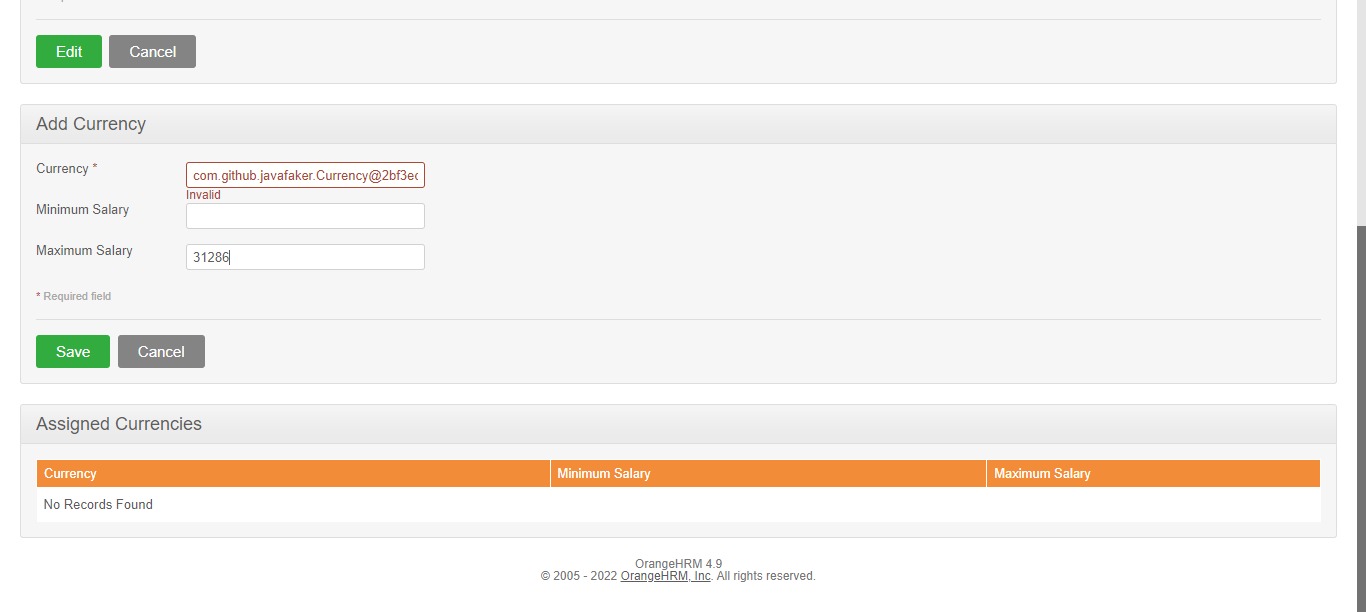 Edit Cancel
Add Currency
Currency *
com.github.javafaker.Currency@2bf3ec
Invalid
Minimum Salary
Maximum Salary
31286
* Required field
Save Cancel
Assigned Currencies
Currency Minimum Salary Maximum Salary
No Records Found
OrangeHRM 4.9
© 2005 - 2022 OrangeHRM, Inc. All rights reserved.